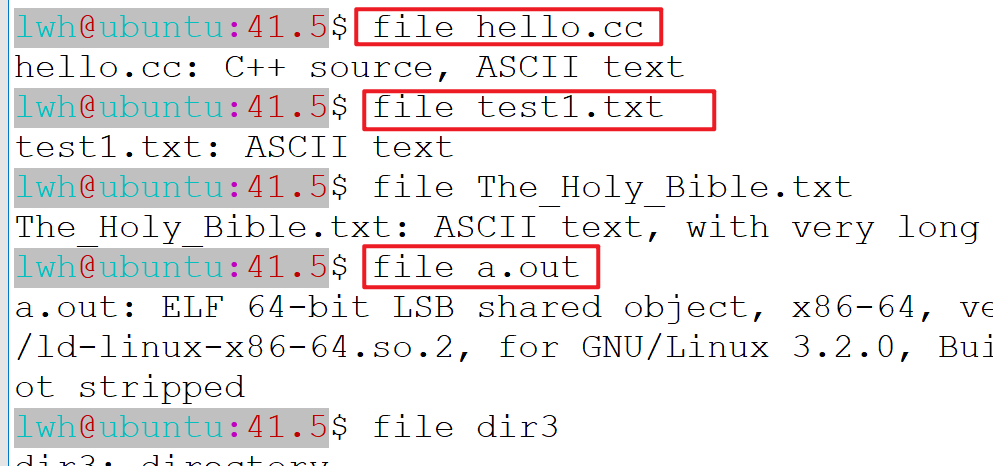 lwh@ubuntu:41.5$ file hello.cc
hello.cc: C++ source, ASCII text
lwh@ubuntu:41.5$ file test1.txt
test1.txt: ASCII text
lwh@ubuntu:41.5$ file The_Holy_Bible.txt
The_Holy_Bible.txt: ASCII text, with very long
lwh@ubuntu:41.5$ file a.out
a.out: ELF 64-bit LSB shared object, x86-64, ve
/ld-linux-x86-64.so.2, for GNU/Linux 3.2.0, Bui
ot stripped
lwh@ubuntu:41.5$ file dir3
dir3: directory